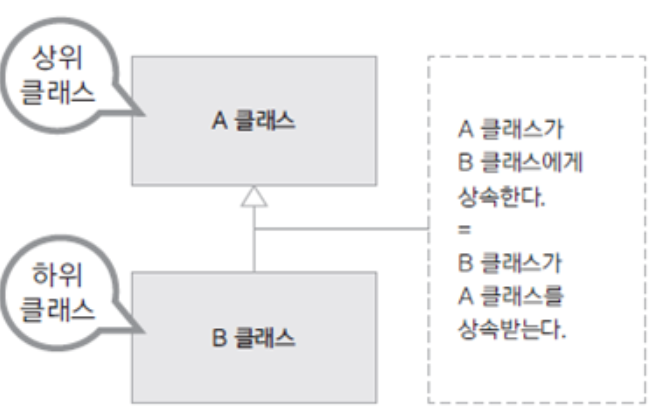 상위
클래스
A 클래스
A 클래스가
B 클래스에게
상속한다.
=
B 클래스가
A 클래스를
상속받는다.
하위
클래스
B 클래스